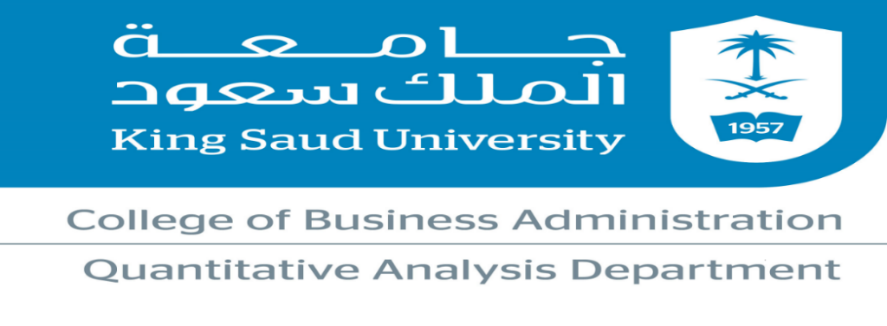 جامعة
الملك سعود
King Saud University
1957
College of Business Administration
Quantitative Analysis Department